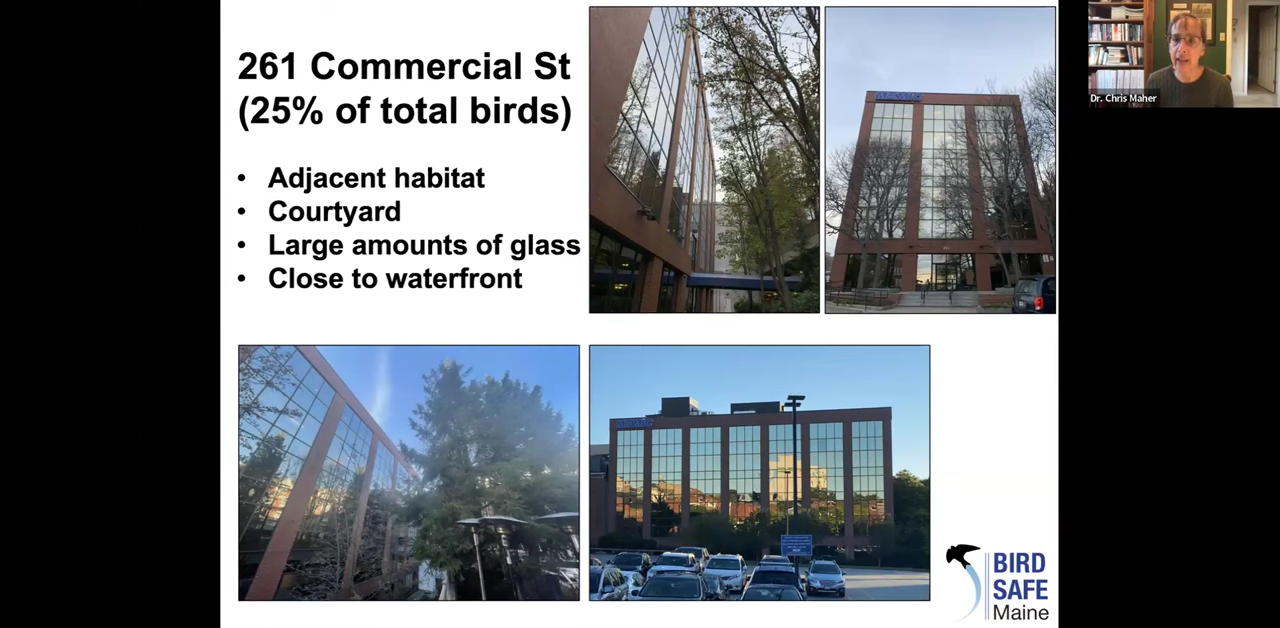 261 Commercial St
(25% of total birds)
• Adjacent habitat
• Courtyard
• Large amounts of glass
• Close to waterfront
Dr. Chris Maher
BIRD
SAFE
Maine